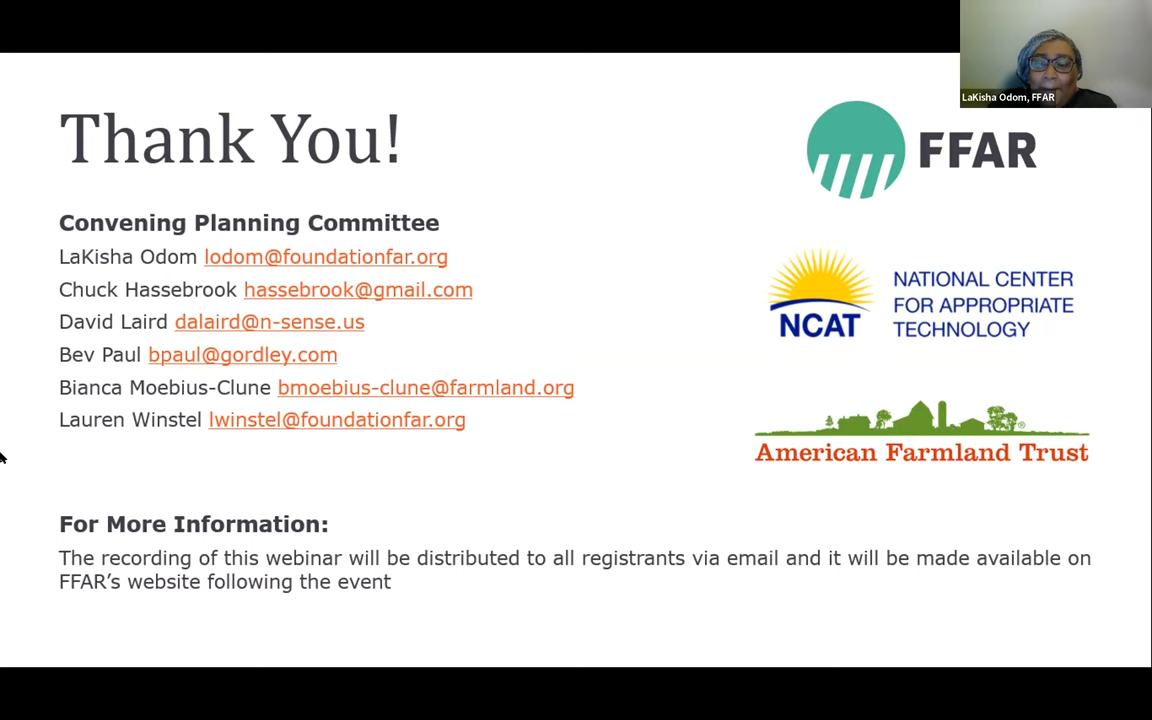 LaKisha Odom, FFAR
Thank You!
FFAR
Convening Planning Committee
LaKisha Odom lodom@foundationfar.org
Chuck Hassebrook hassebrook@gmail.com
David Laird dalaird@n-sense.us
Bev Paul bpaul@gordley.com
Bianca Moebius-Clune bmoebius-clune@farmland.org
Lauren Winstel lwinstel@foundationfar.org
NCAT
NATIONAL CENTER
FOR APPROPRIATE
TECHNOLOGY
®
American Farmland Trust
For More Information:
The recording of this webinar will be distributed to all registrants via email and it will be made available on
FFAR’s website following the event